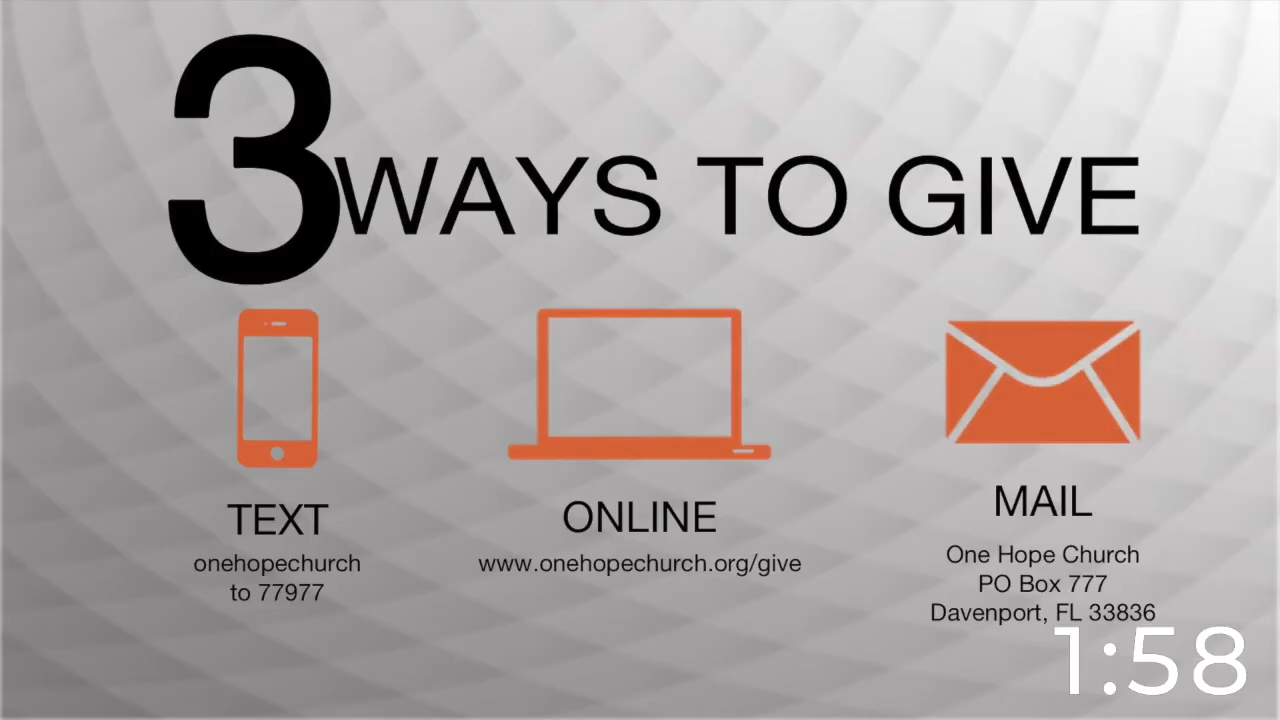 3 WAYS TO GIVE
TEXT
onehopechurch
to 77977
ONLINE
www.onehopechurch.org/give
MAIL
One Hope Church
PO Box 777
Davenport, FL 33836
1:58